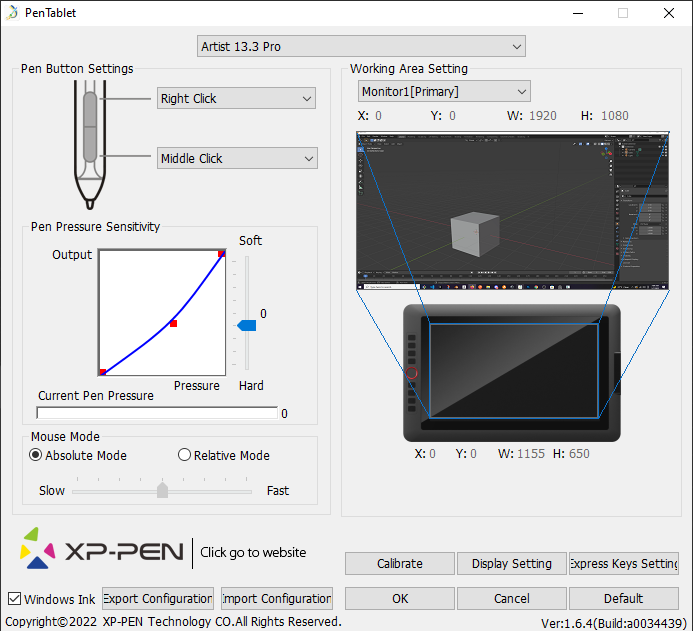 PenTablet
Artist 13.3 Pro
Pen Button Settings
Right Click
Middle Click
Pen Pressure Sensitivity
Output
Soft
0
Pressure
Hard
Current Pen Pressure
0
Mouse Mode
Absolute Mode
Relative Mode
Slow
Fast
Working Area Setting
Monitor1[Primary]
X: 0 Y: 0 W: 1920 H: 1080
X: 0 Y: 0 W: 1155 H: 650
XP-PEN
Click go to website
Calibrate
Display Setting
Express Keys Setting
Windows Ink
Export Configuration
Import Configuration
OK
Cancel
Default
Copyright©2022 XP-PEN Technology CO.All Rights Reserved.
Ver:1.6.4(Build:a0034439)